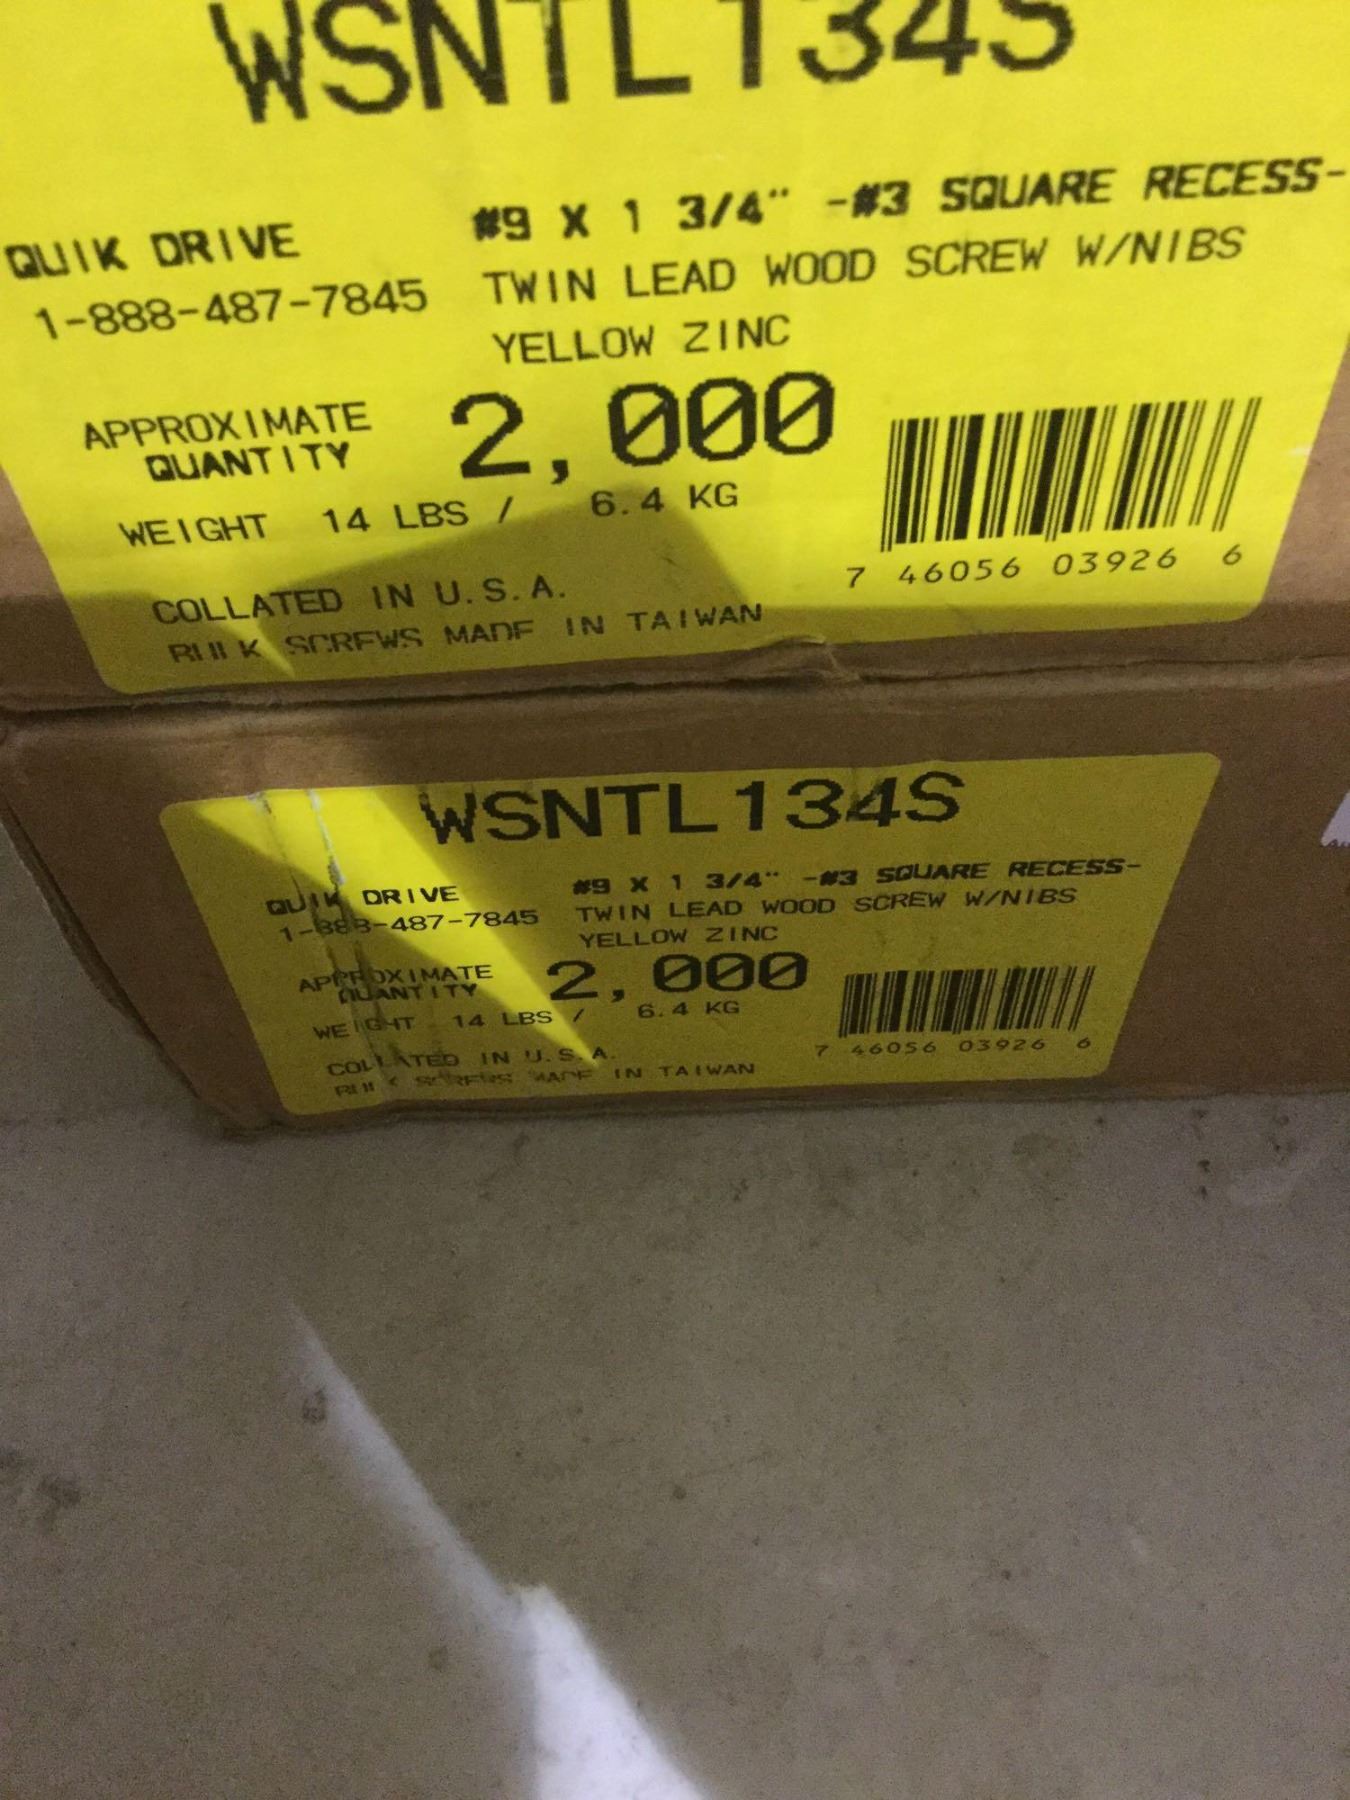 WSNTL134S
QUIK DRIVE
1-888-487-7845
#9 X 1 3/4" -#3 SQUARE RECESS-
TWIN LEAD WOOD SCREW W/NIBS
YELLOW ZINC
APPROXIMATE
QUANTITY
2,000
WEIGHT 14 LBS / 6.4 KG
COLLATED IN U.S.A.
BULK SCREWS MADE IN TAIWAN
7 46056 03926 6
WSNTL134S
QUIK DRIVE
1-888-487-7845
#9 X 1 3/4" -#3 SQUARE RECESS-
TWIN LEAD WOOD SCREW W/NIBS
YELLOW ZINC
APPROXIMATE
QUANTITY
2,000
WEIGHT 14 LBS / 6.4 KG
COLLATED IN U.S.A.
BULK SCREWS MADE IN TAIWAN
7 46056 03926 6